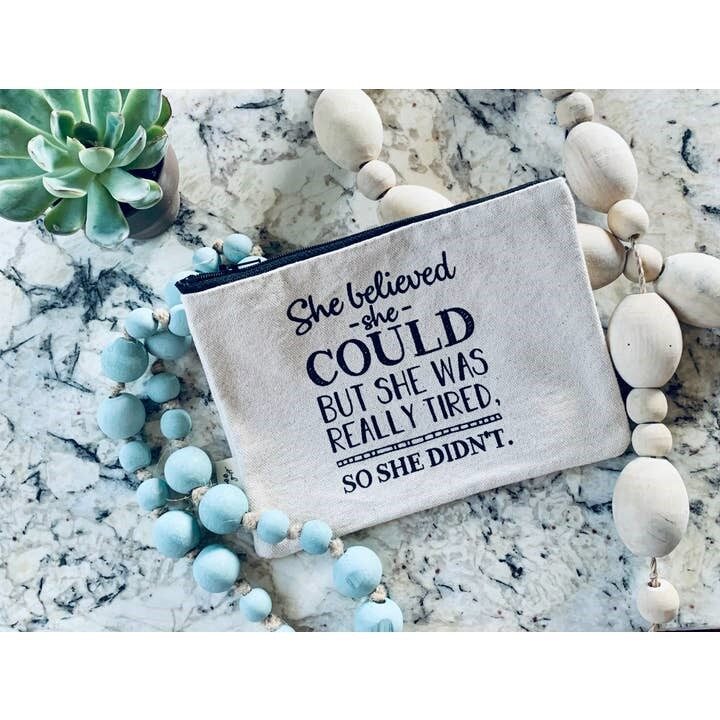 She believed
-she-
COULD
BUT SHE WAS
REALLY TIRED,
SO SHE DIDN'T.